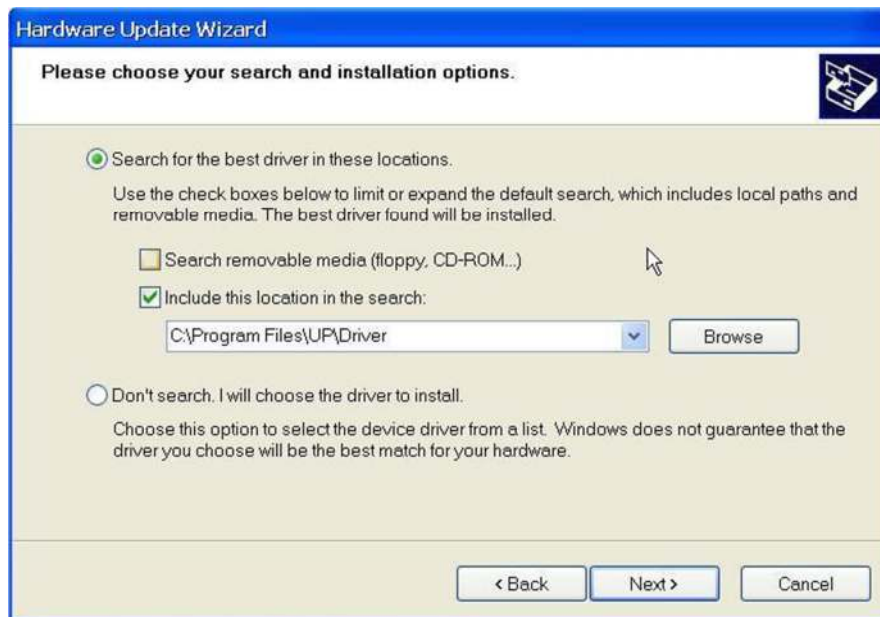 Hardware Update Wizard
Please choose your search and installation options.
Search for the best driver in these locations.
Use the check boxes below to limit or expand the default search, which includes local paths and
removable media. The best driver found will be installed.
Search removable media (floppy, CD-ROM...)
Include this location in the search:
C:\Program Files\UP\Driver
Browse
Don't search. I will choose the driver to install.
Choose this option to select the device driver from a list. Windows does not guarantee that the
driver you choose will be the best match for your hardware.
< Back Next > Cancel